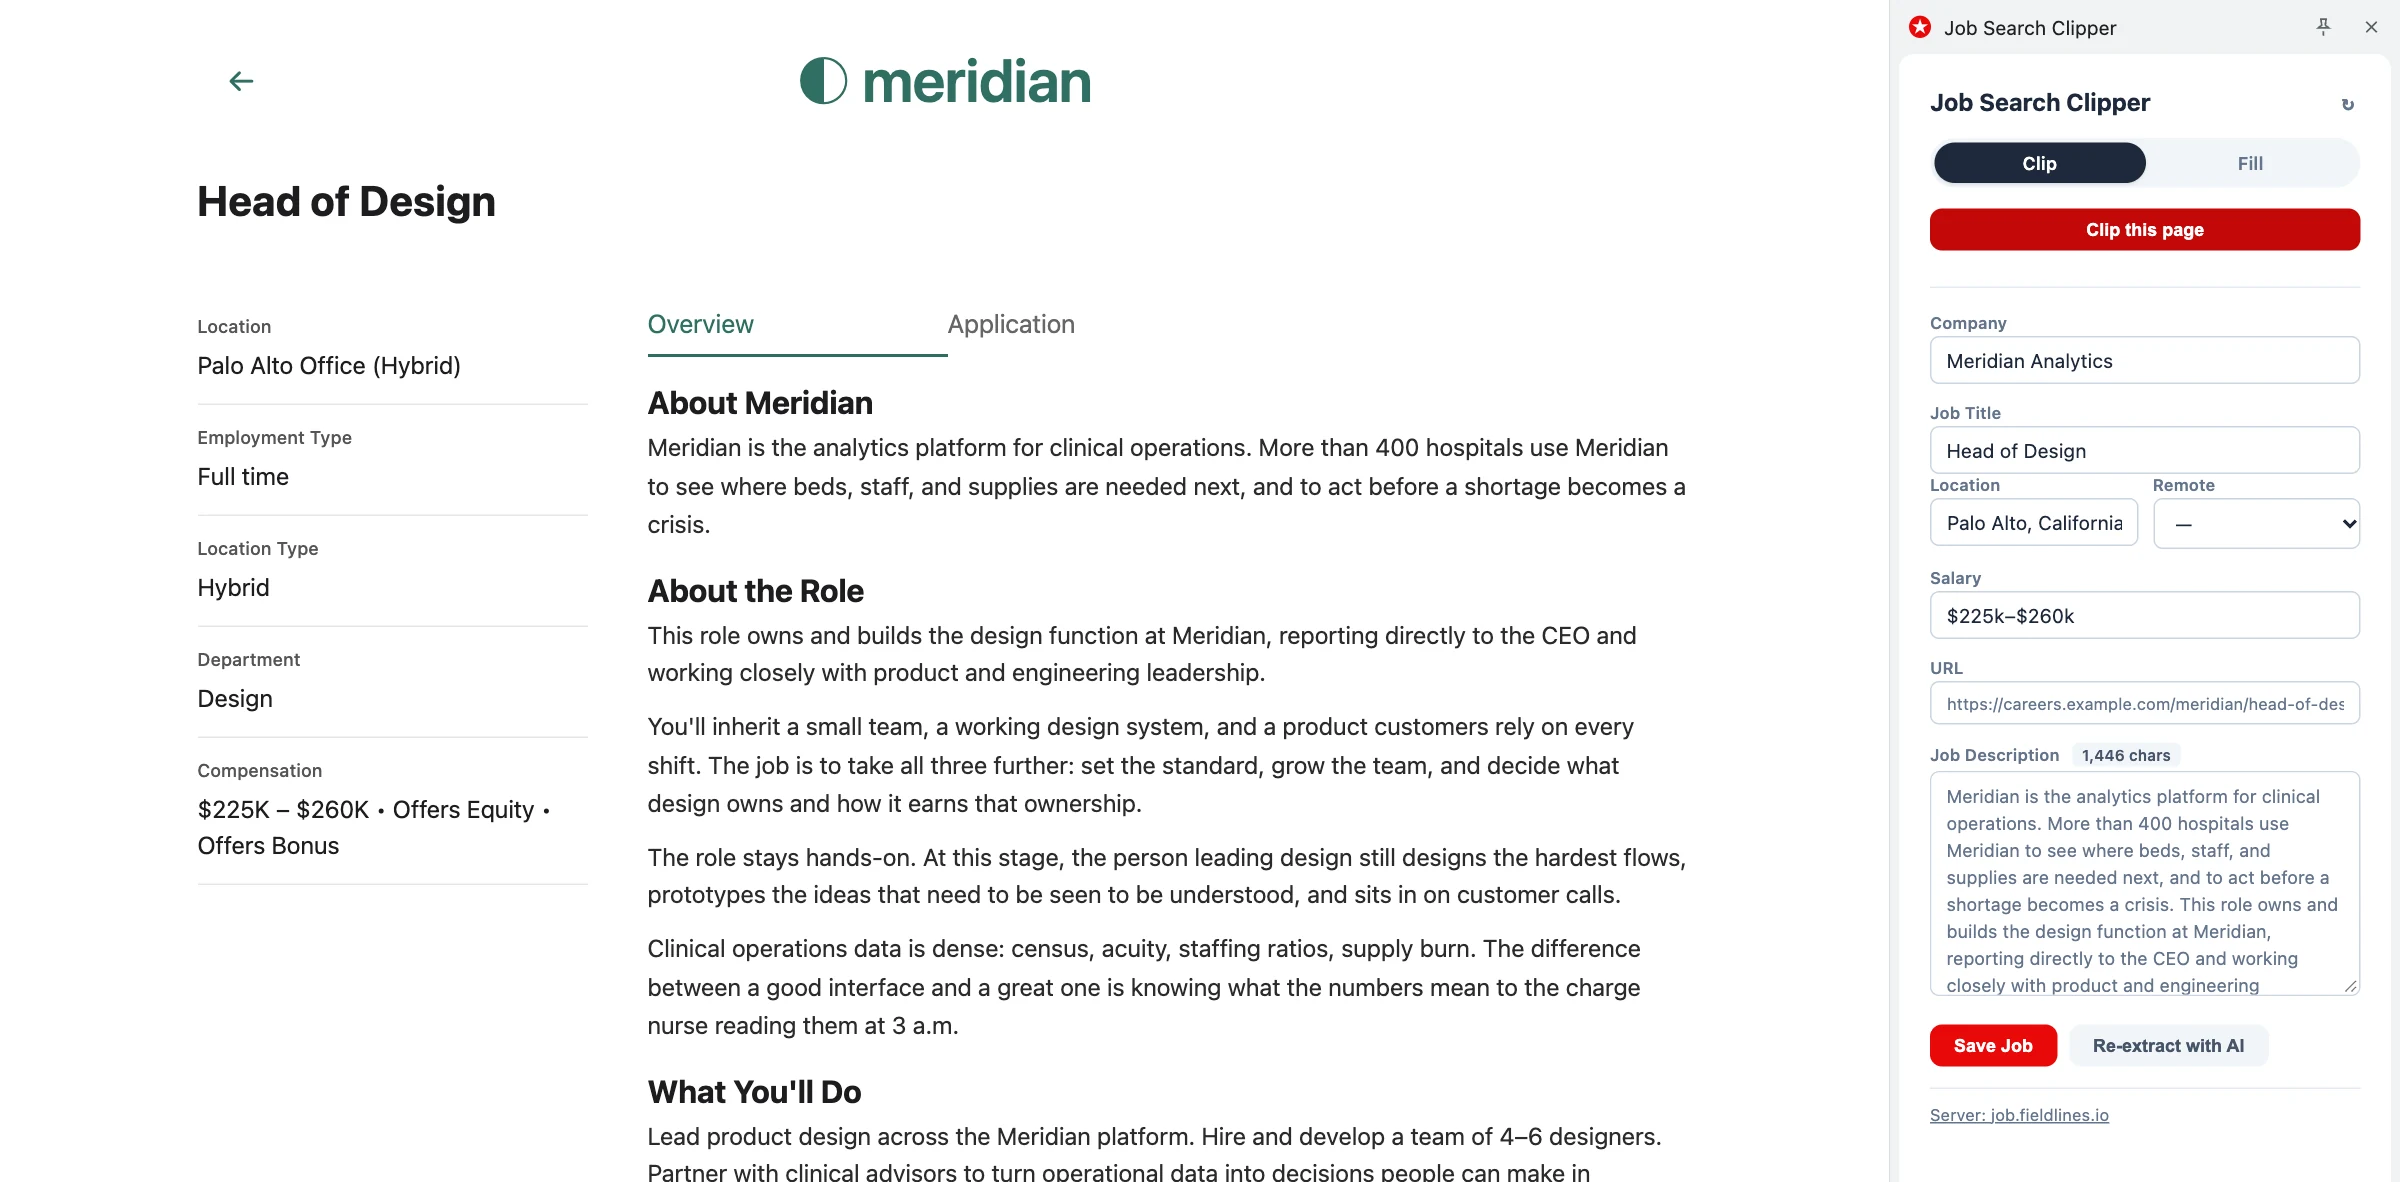 meridian
Head of Design
Location
Palo Alto Office (Hybrid)
Employment Type
Full time
Location Type
Hybrid
Department
Design
Compensation
$225K – $260K • Offers Equity •
Offers Bonus
Overview
Application
About Meridian
Meridian is the analytics platform for clinical operations. More than 400 hospitals use Meridian
to see where beds, staff, and supplies are needed next, and to act before a shortage becomes a
crisis.
About the Role
This role owns and builds the design function at Meridian, reporting directly to the CEO and
working closely with product and engineering leadership.
You'll inherit a small team, a working design system, and a product customers rely on every
shift. The job is to take all three further: set the standard, grow the team, and decide what
design owns and how it earns that ownership.
The role stays hands-on. At this stage, the person leading design still designs the hardest flows,
prototypes the ideas that need to be seen to be understood, and sits in on customer calls.
Clinical operations data is dense: census, acuity, staffing ratios, supply burn. The difference
between a good interface and a great one is knowing what the numbers mean to the charge
nurse reading them at 3 a.m.
What You'll Do
Lead product design across the Meridian platform. Hire and develop a team of 4–6 designers.
Partner with clinical advisors to turn operational data into decisions people can make in
Job Search Clipper
Job Search Clipper
Clip
Fill
Clip this page
Company
Meridian Analytics
Job Title
Head of Design
Location
Remote
Palo Alto, California
—
Salary
$225k–$260k
URL
https://careers.example.com/meridian/head-of-des
Job Description
1,446 chars
Meridian is the analytics platform for clinical
operations. More than 400 hospitals use
Meridian to see where beds, staff, and
supplies are needed next, and to act before a
shortage becomes a crisis. This role owns and
builds the design function at Meridian,
reporting directly to the CEO and working
closely with product and engineering
Save Job
Re-extract with AI
Server: job.fieldlines.io